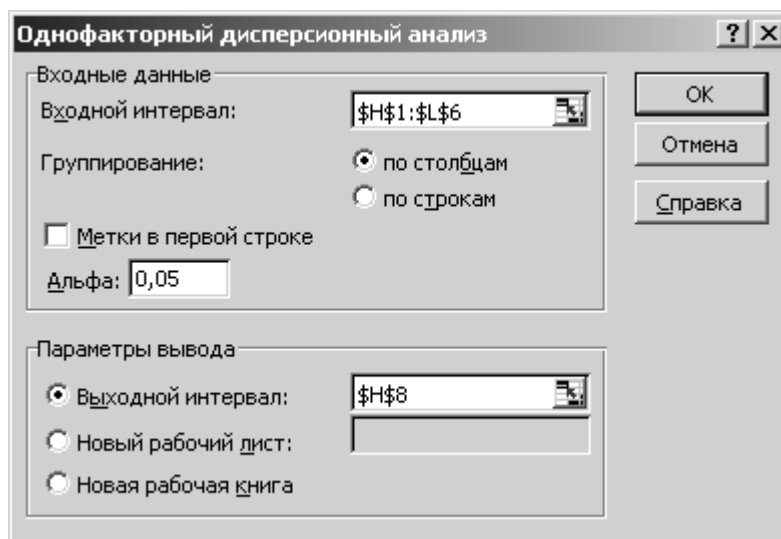 Однофакторный дисперсионный анализ
Входные данные
Входной интервал: $H$1:$L$6
Группирование: по столбцам
по строкам
Метки в первой строке
Альфа: 0,05
OK
Отмена
Справка
Параметры вывода
Выходной интервал: $H$8
Новый рабочий лист:
Новая рабочая книга